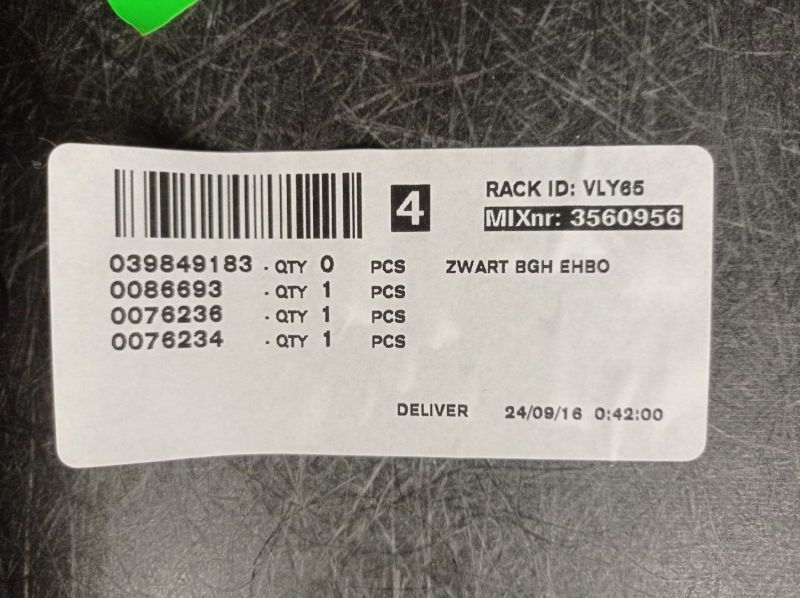 4 RACK ID: VLY65
MIXnr: 3560956
039849183 . QTY 0 PCS ZWART BGH EHBO
0086693 . QTY 1 PCS
0076236 . QTY 1 PCS
0076234 . QTY 1 PCS
DELIVER 24/09/16 0:42:00